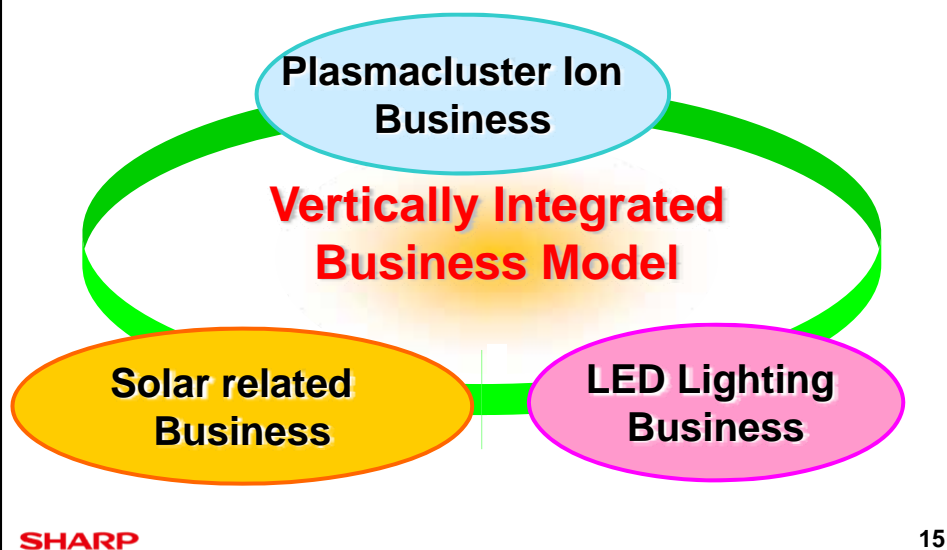 Plasmacluster Ion
Business
Vertically Integrated
Business Model
Solar related
Business
LED Lighting
Business
SHARP
15